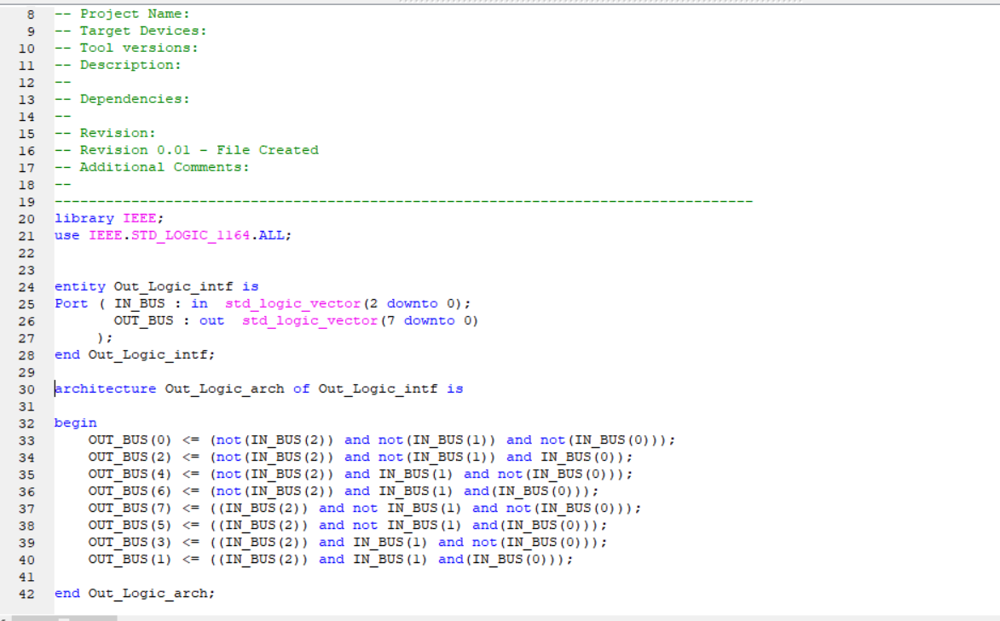 8 -- Project Name:
9 -- Target Devices:
10 -- Tool versions:
11 -- Description:
12 --
13 -- Dependencies:
14 --
15 -- Revision:
16 -- Revision 0.01 - File Created
17 -- Additional Comments:
18 --
19 ----------------------------------------------------------------------------------
20 library IEEE;
21 use IEEE.STD_LOGIC_1164.ALL;
22
23
24 entity Out_Logic_intf is
25 Port ( IN_BUS : in  std_logic_vector(2 downto 0);
26        OUT_BUS : out  std_logic_vector(7 downto 0)
27      );
28 end Out_Logic_intf;
29
30 architecture Out_Logic_arch of Out_Logic_intf is
31
32 begin
33     OUT_BUS(0) <= (not(IN_BUS(2)) and not(IN_BUS(1)) and not(IN_BUS(0)));
34     OUT_BUS(2) <= (not(IN_BUS(2)) and not(IN_BUS(1)) and IN_BUS(0));
35     OUT_BUS(4) <= (not(IN_BUS(2)) and IN_BUS(1) and not(IN_BUS(0)));
36     OUT_BUS(6) <= (not(IN_BUS(2)) and IN_BUS(1) and(IN_BUS(0)));
37     OUT_BUS(7) <= ((IN_BUS(2)) and not IN_BUS(1) and not(IN_BUS(0)));
38     OUT_BUS(5) <= ((IN_BUS(2)) and not IN_BUS(1) and(IN_BUS(0)));
39     OUT_BUS(3) <= ((IN_BUS(2)) and IN_BUS(1) and not(IN_BUS(0)));
40     OUT_BUS(1) <= ((IN_BUS(2)) and IN_BUS(1) and(IN_BUS(0)));
41
42 end Out_Logic_arch;